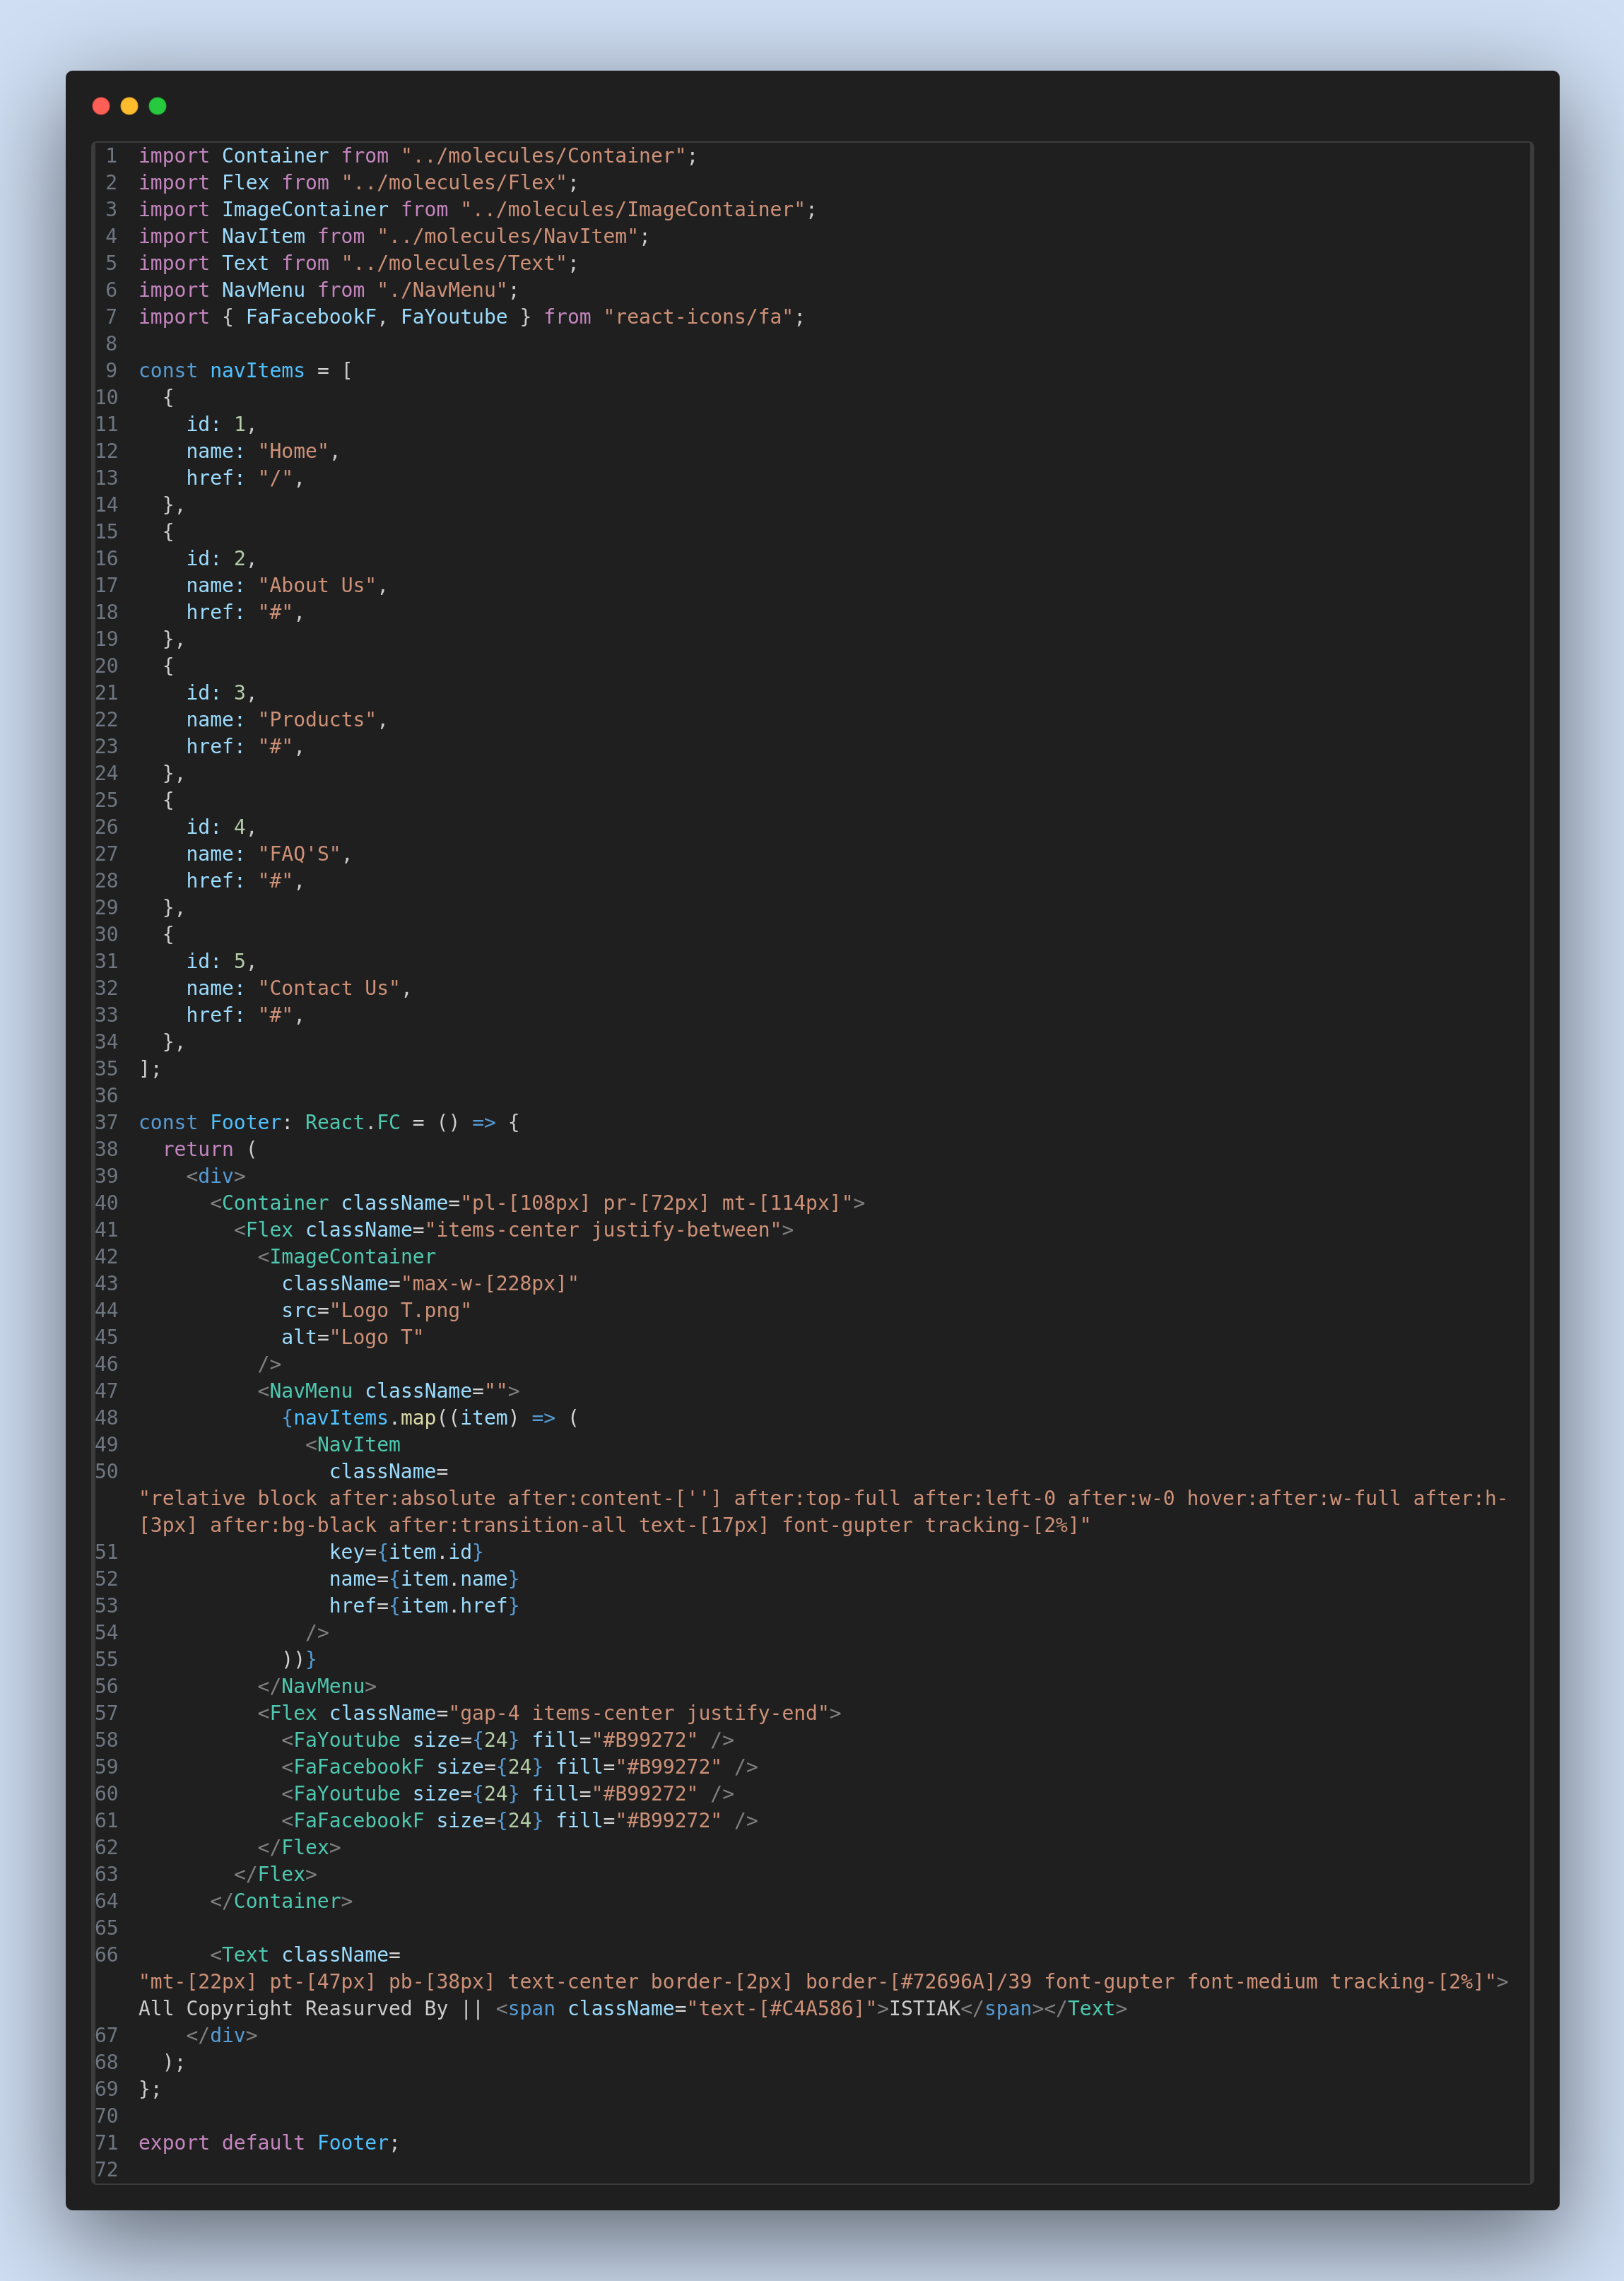 1 import Container from "../molecules/Container";
2 import Flex from "../molecules/Flex";
3 import ImageContainer from "../molecules/ImageContainer";
4 import NavItem from "../molecules/NavItem";
5 import Text from "../molecules/Text";
6 import NavMenu from "./NavMenu";
7 import { FaFacebookF, FaYoutube } from "react-icons/fa";
8
9 const navItems = [
10   {
11     id: 1,
12     name: "Home",
13     href: "/",
14   },
15   {
16     id: 2,
17     name: "About Us",
18     href: "#",
19   },
20   {
21     id: 3,
22     name: "Products",
23     href: "#",
24   },
25   {
26     id: 4,
27     name: "FAQ'S",
28     href: "#",
29   },
30   {
31     id: 5,
32     name: "Contact Us",
33     href: "#",
34   },
35 ];
36
37 const Footer: React.FC = () => {
38   return (
39     <div>
40       <Container className="pl-[108px] pr-[72px] mt-[114px]">
41         <Flex className="items-center justify-between">
42           <ImageContainer
43             className="max-w-[228px]"
44             src="Logo T.png"
45             alt="Logo T"
46           />
47           <NavMenu className="">
48             {navItems.map((item) => (
49               <NavItem
50                 className=
"relative block after:absolute after:content-[''] after:top-full after:left-0 after:w-0 hover:after:w-full after:h-
[3px] after:bg-black after:transition-all text-[17px] font-gupter tracking-[2%]"
51                 key={item.id}
52                 name={item.name}
53                 href={item.href}
54               />
55             ))}
56           </NavMenu>
57           <Flex className="gap-4 items-center justify-end">
58             <FaYoutube size={24} fill="#B99272" />
59             <FaFacebookF size={24} fill="#B99272" />
60             <FaYoutube size={24} fill="#B99272" />
61             <FaFacebookF size={24} fill="#B99272" />
62           </Flex>
63         </Flex>
64       </Container>
65
66       <Text className=
"mt-[22px] pt-[47px] pb-[38px] text-center border-[2px] border-[#72696A]/39 font-gupter font-medium tracking-[2%]">
All Copyright Reasurved By || <span className="text-[#C4A586]">ISTIAK</span></Text>
67     </div>
68   );
69 };
70
71 export default Footer;
72